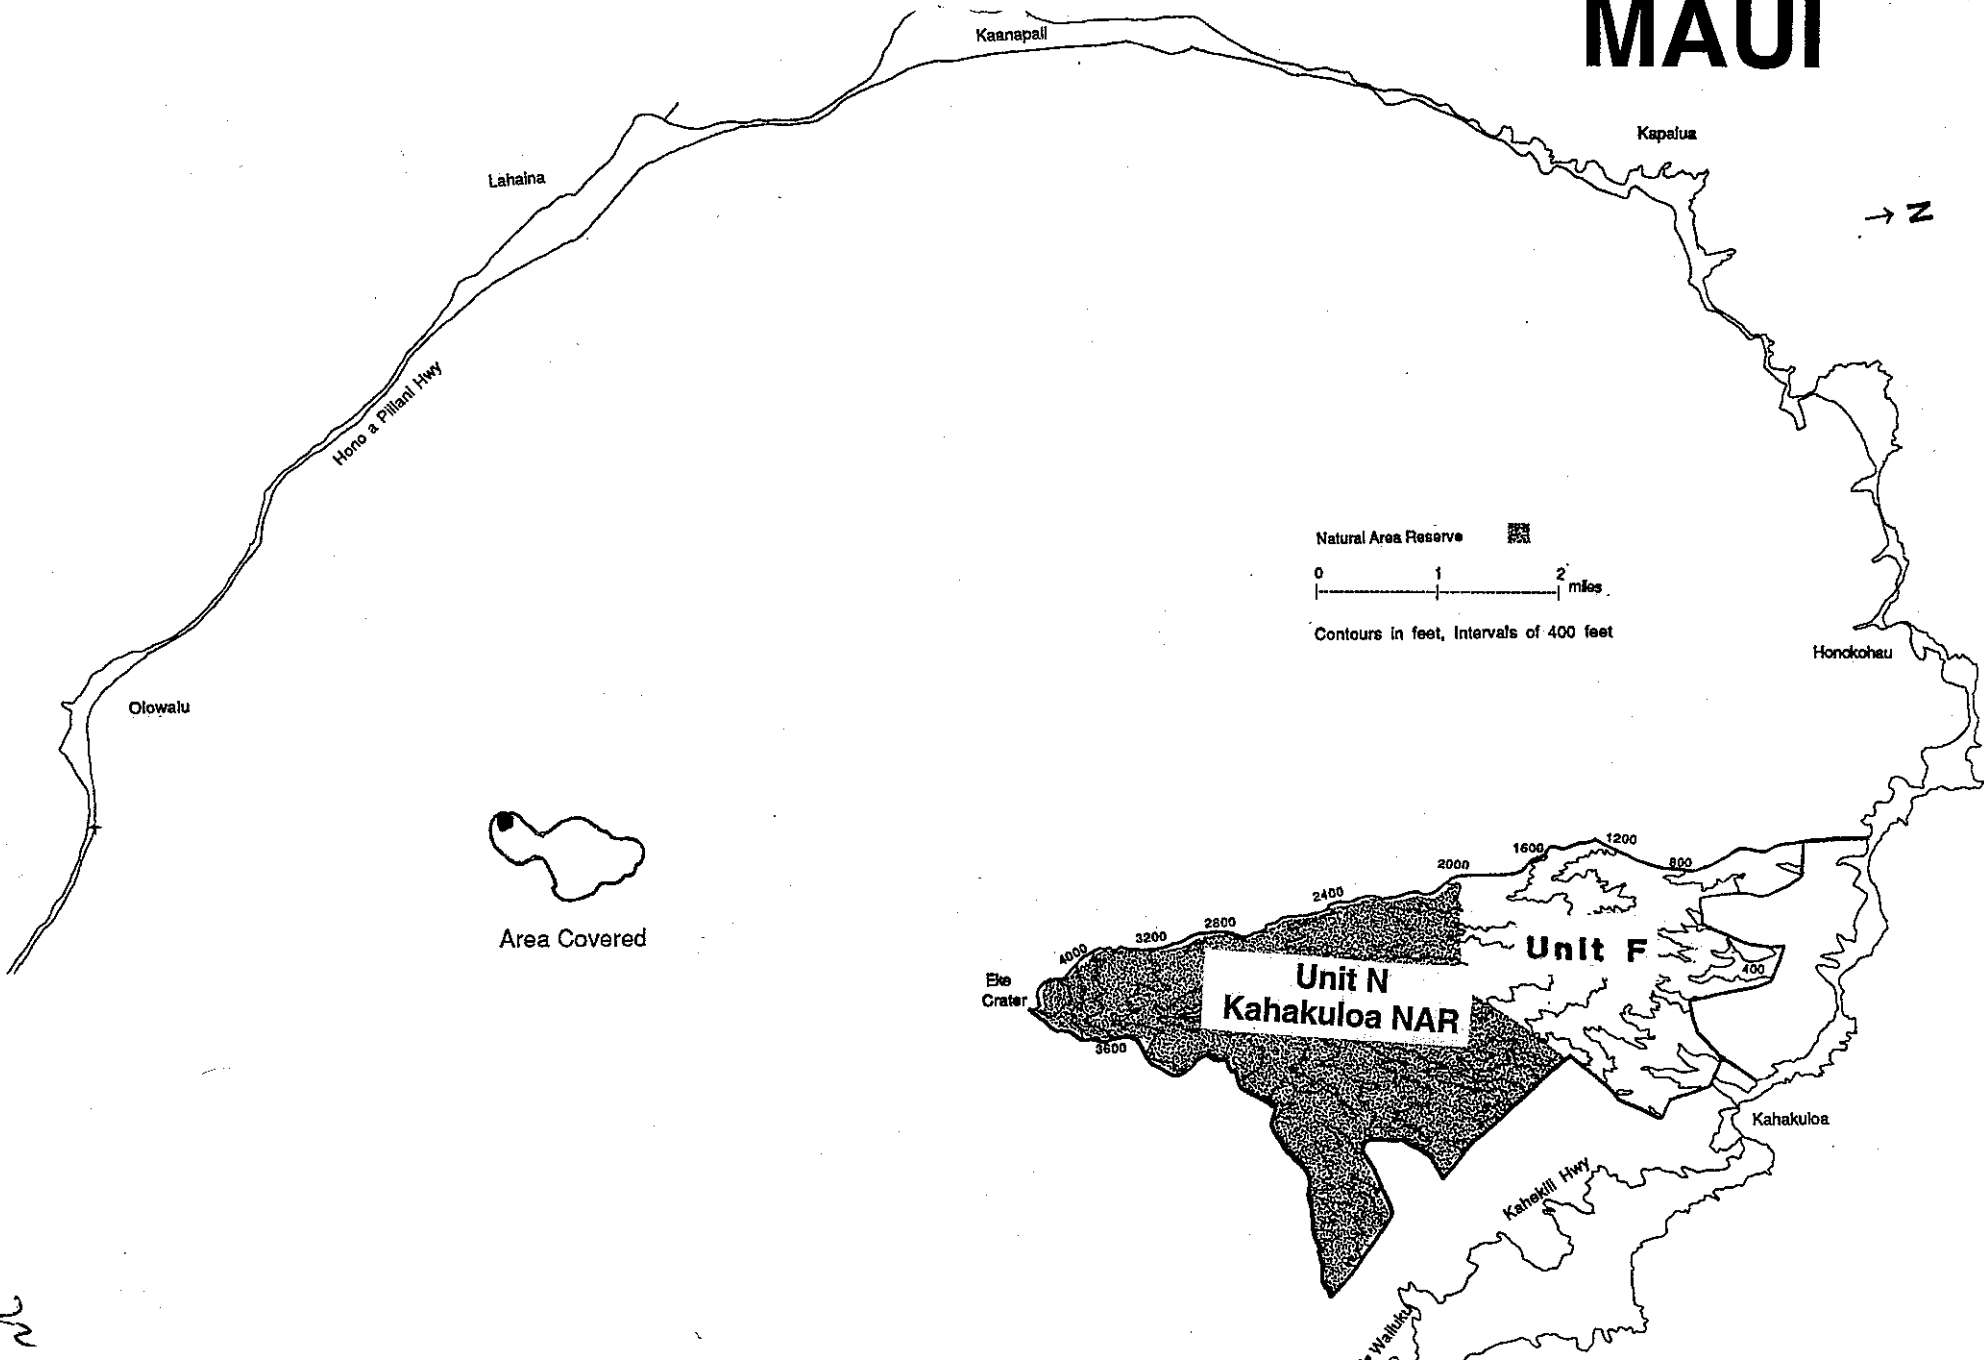 MAUI
Kaanapali
Kapalua
N
Lahaina
Hono a Piilani Hwy
Natural Area Reserve
0 1 2 miles
Contours in feet, Intervals of 400 feet
Honokohau
Olowalu
Area Covered
1200
1600
800
2000
2400
2800
3200
4000
Unit F
400
Eke
Crater
Unit N
Kahakuloa NAR
3600
Kahakuloa
Kahekili Hwy
Wailuku